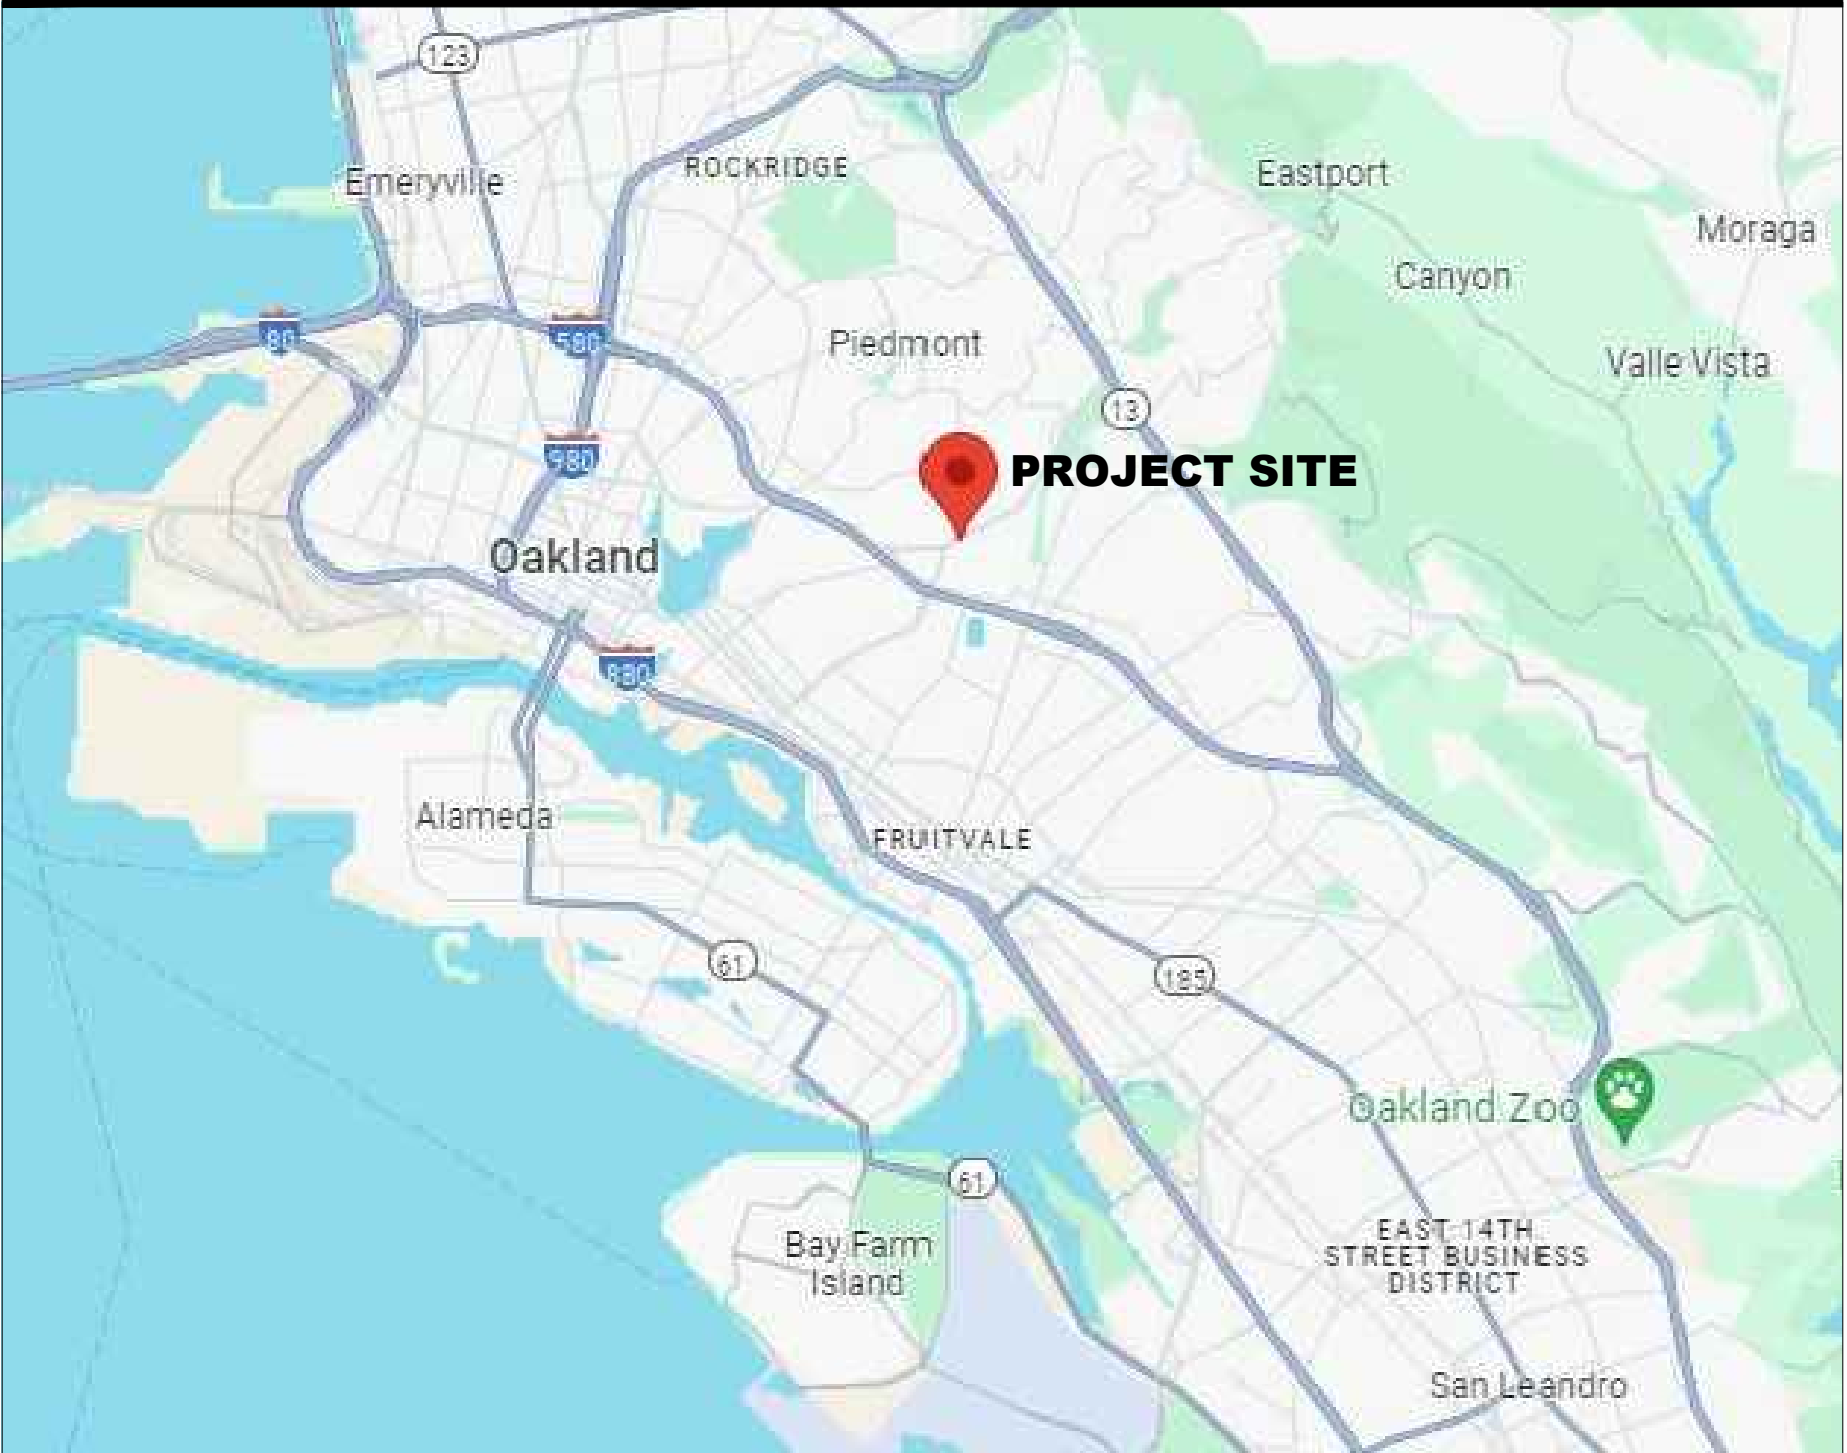 123
ROCKRIDGE
Emeryville
Eastport
Moraga
Canyon
80
580
Piedmont
Valle Vista
13
980
PROJECT SITE
Oakland
880
Alameda
FRUITVALE
61
185
Oakland Zoo
61
Bay Farm
Island
EAST 14TH
STREET BUSINESS
DISTRICT
San Leandro